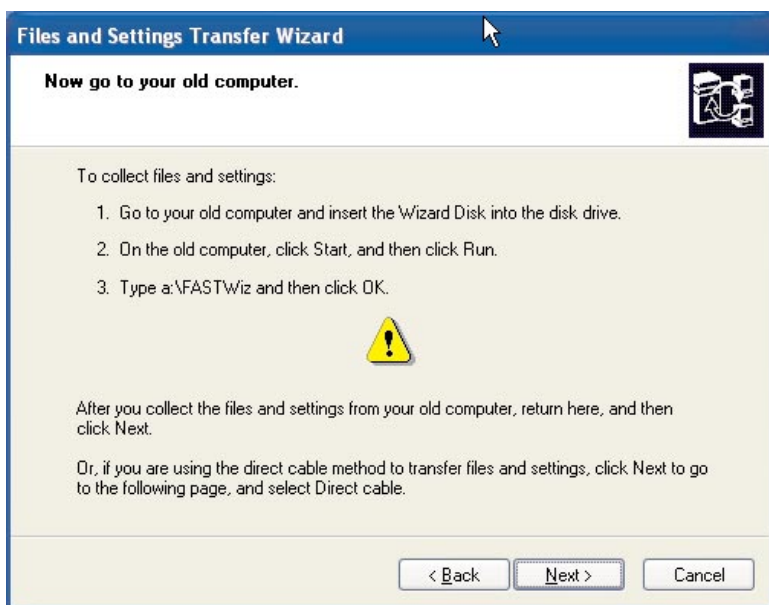 Files and Settings Transfer Wizard
Now go to your old computer.
To collect files and settings:
1. Go to your old computer and insert the Wizard Disk into the disk drive.
2. On the old computer, click Start, and then click Run.
3. Type a:\FASTWiz and then click OK.
After you collect the files and settings from your old computer, return here, and then
click Next.
Or, if you are using the direct cable method to transfer files and settings, click Next to go
to the following page, and select Direct cable.
< Back Next > Cancel